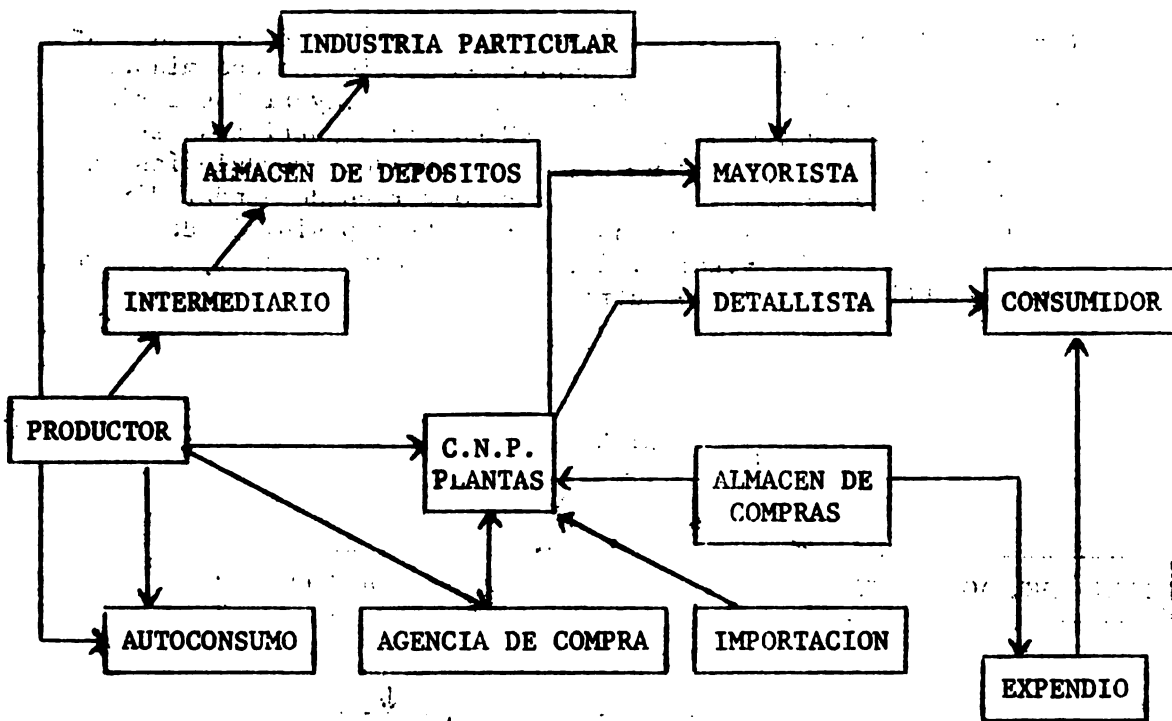 INDUSTRIA PARTICULAR
ALMACEN DE DEPOSITOS
MAYORISTA
INTERMEDIARIO
DETALLISTA
CONSUMIDOR
PRODUCTOR
C.N.P.
PLANTAS
ALMACEN DE
COMPRAS
AUTOCONSUMO
AGENCIA DE COMPRA
IMPORTACION
EXPENDIO